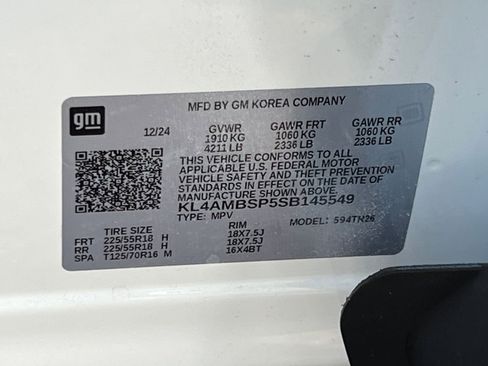 gm
MFD BY GM KOREA COMPANY
12/24 GVWR GAWR FRT GAWR RR
1910 KG 1060 KG 1060 KG
4211 LB 2336 LB 2336 LB
THIS VEHICLE CONFORMS TO ALL
APPLICABLE U.S. FEDERAL MOTOR
VEHICLE SAFETY AND THEFT PREVENTION
STANDARDS IN EFFECT ON THE DATE OF
MANUFACTURE SHOWN ABOVE.
KL4AMBSP5SB145549
TYPE: MPV MODEL: 594TR26
TIRE SIZE RIM
FRT 225/55R18 H 18X7.5J
RR 225/55R18 H 18X7.5J
SPA T125/70R16 M 16X4BT